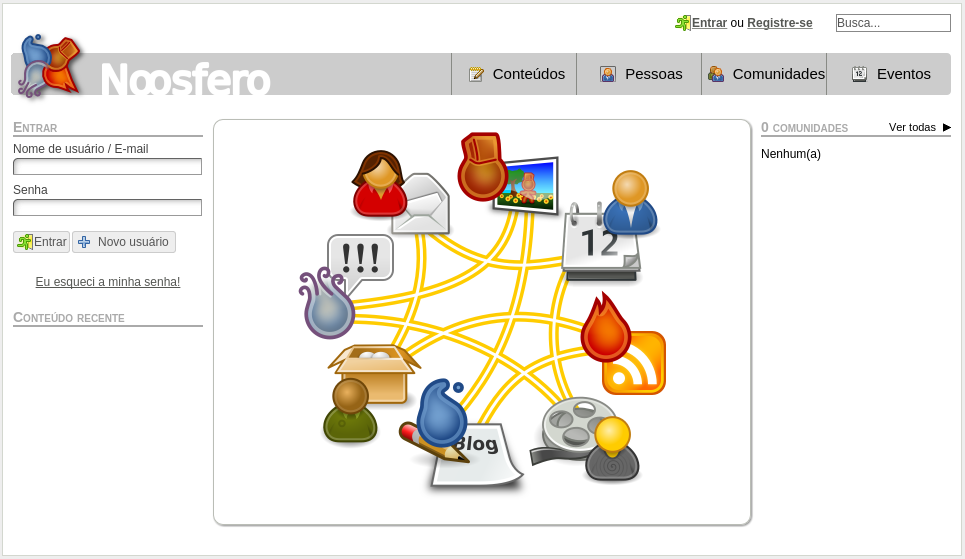 Entrar ou Registre-se
Busca...
Noosfero
Conteúdos
Pessoas
Comunidades
Eventos
Entrar
Nome de usuário / E-mail
Senha
Entrar
Novo usuário
Eu esqueci a minha senha!
Conteúdo recente
!!!
12
Blog
0 comunidades
Ver todas
Nenhum(a)